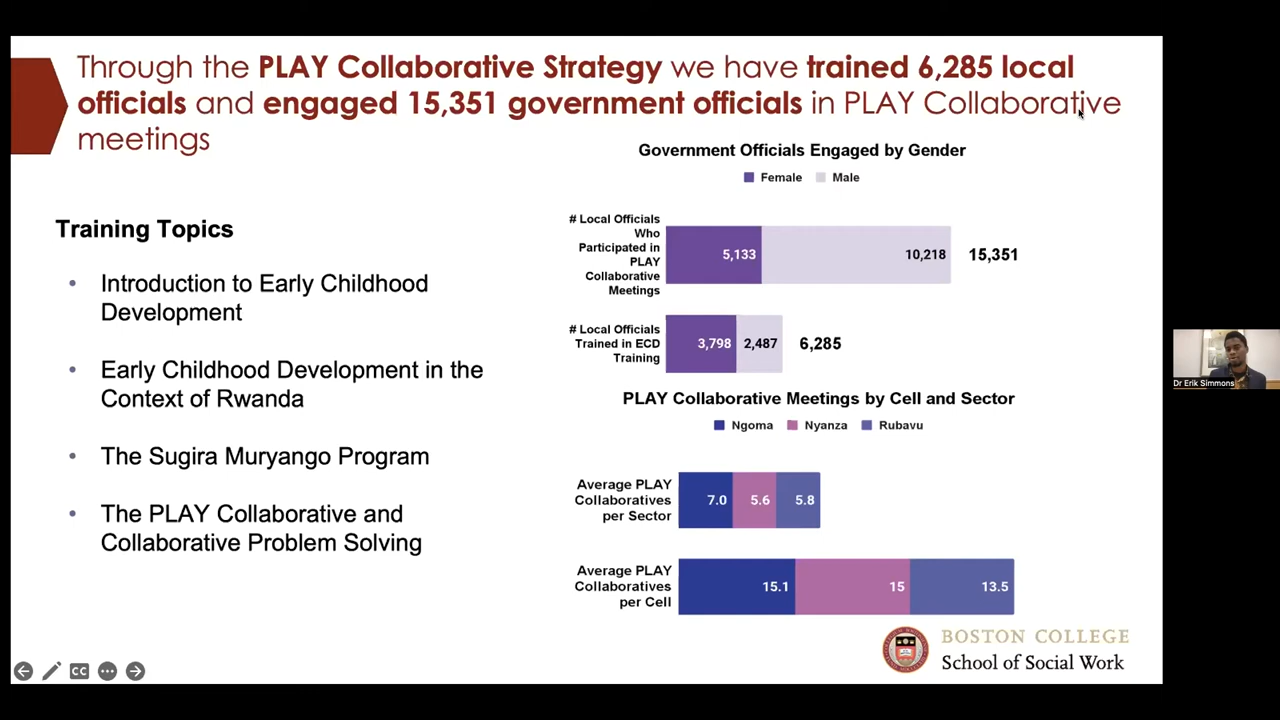 Through the PLAY Collaborative Strategy we have trained 6,285 local
officials and engaged 15,351 government officials in PLAY Collaborative
meetings
Training Topics
• Introduction to Early Childhood
Development
• Early Childhood Development in the
Context of Rwanda
• The Sugira Muryango Program
• The PLAY Collaborative and
Collaborative Problem Solving
Government Officials Engaged by Gender
Female Male
# Local Officials
Who
Participated in
PLAY
Collaborative
Meetings
5,133 10,218 15,351
# Local Officials
Trained in ECD
Training
3,798 2,487 6,285
PLAY Collaborative Meetings by Cell and Sector
Ngoma Nyanza Rubavu
Average PLAY
Collaboratives
per Sector
7.0 5.6 5.8
Average PLAY
Collaboratives
per Cell
15.1 15 13.5
BOSTON COLLEGE
School of Social Work
CC
Dr Erik Simmons